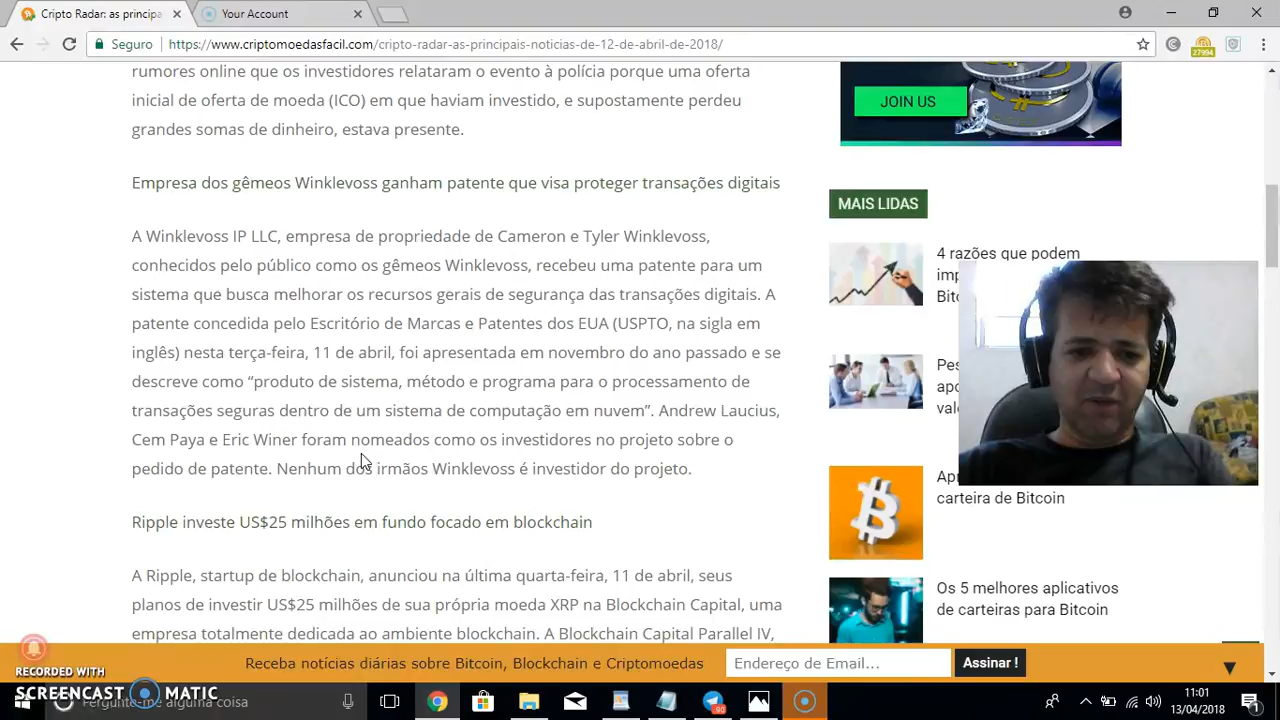 Cripto Radar: as principa
Your Account
Seguro
https://www.criptomoedasfacil.com/cripto-radar-as-principais-noticias-de-12-de-abril-de-2018/
27994
rumores online que os investidores relataram o evento à polícia porque uma oferta
inicial de oferta de moeda (ICO) em que haviam investido, e supostamente perdeu
grandes somas de dinheiro, estava presente.
Empresa dos gêmeos Winklevoss ganham patente que visa proteger transações digitais
A Winklevoss IP LLC, empresa de propriedade de Cameron e Tyler Winklevoss,
conhecidos pelo público como os gêmeos Winklevoss, recebeu uma patente para um
sistema que busca melhorar os recursos gerais de segurança das transações digitais. A
patente concedida pelo Escritório de Marcas e Patentes dos EUA (USPTO, na sigla em
inglês) nesta terça-feira, 11 de abril, foi apresentada em novembro do ano passado e se
descreve como “produto de sistema, método e programa para o processamento de
transações seguras dentro de um sistema de computação em nuvem”. Andrew Laucius,
Cem Paya e Eric Winer foram nomeados como os investidores no projeto sobre o
pedido de patente. Nenhum dos irmãos Winklevoss é investidor do projeto.
Ripple investe US$25 milhões em fundo focado em blockchain
A Ripple, startup de blockchain, anunciou na última quarta-feira, 11 de abril, seus
planos de investir US$25 milhões de sua própria moeda XRP na Blockchain Capital, uma
empresa totalmente dedicada ao ambiente blockchain. A Blockchain Capital Parallel IV,
JOIN US
MAIS LIDAS
4 razões que podem
carteira de Bitcoin
Os 5 melhores aplicativos
de carteiras para Bitcoin
Receba notícias diárias sobre Bitcoin, Blockchain e Criptomoedas
Endereço de Email...
Assinar !
RECORDED WITH
SCREENCAST MATIC
Pergunte-me alguma coisa
90
11:01
13/04/2018
1